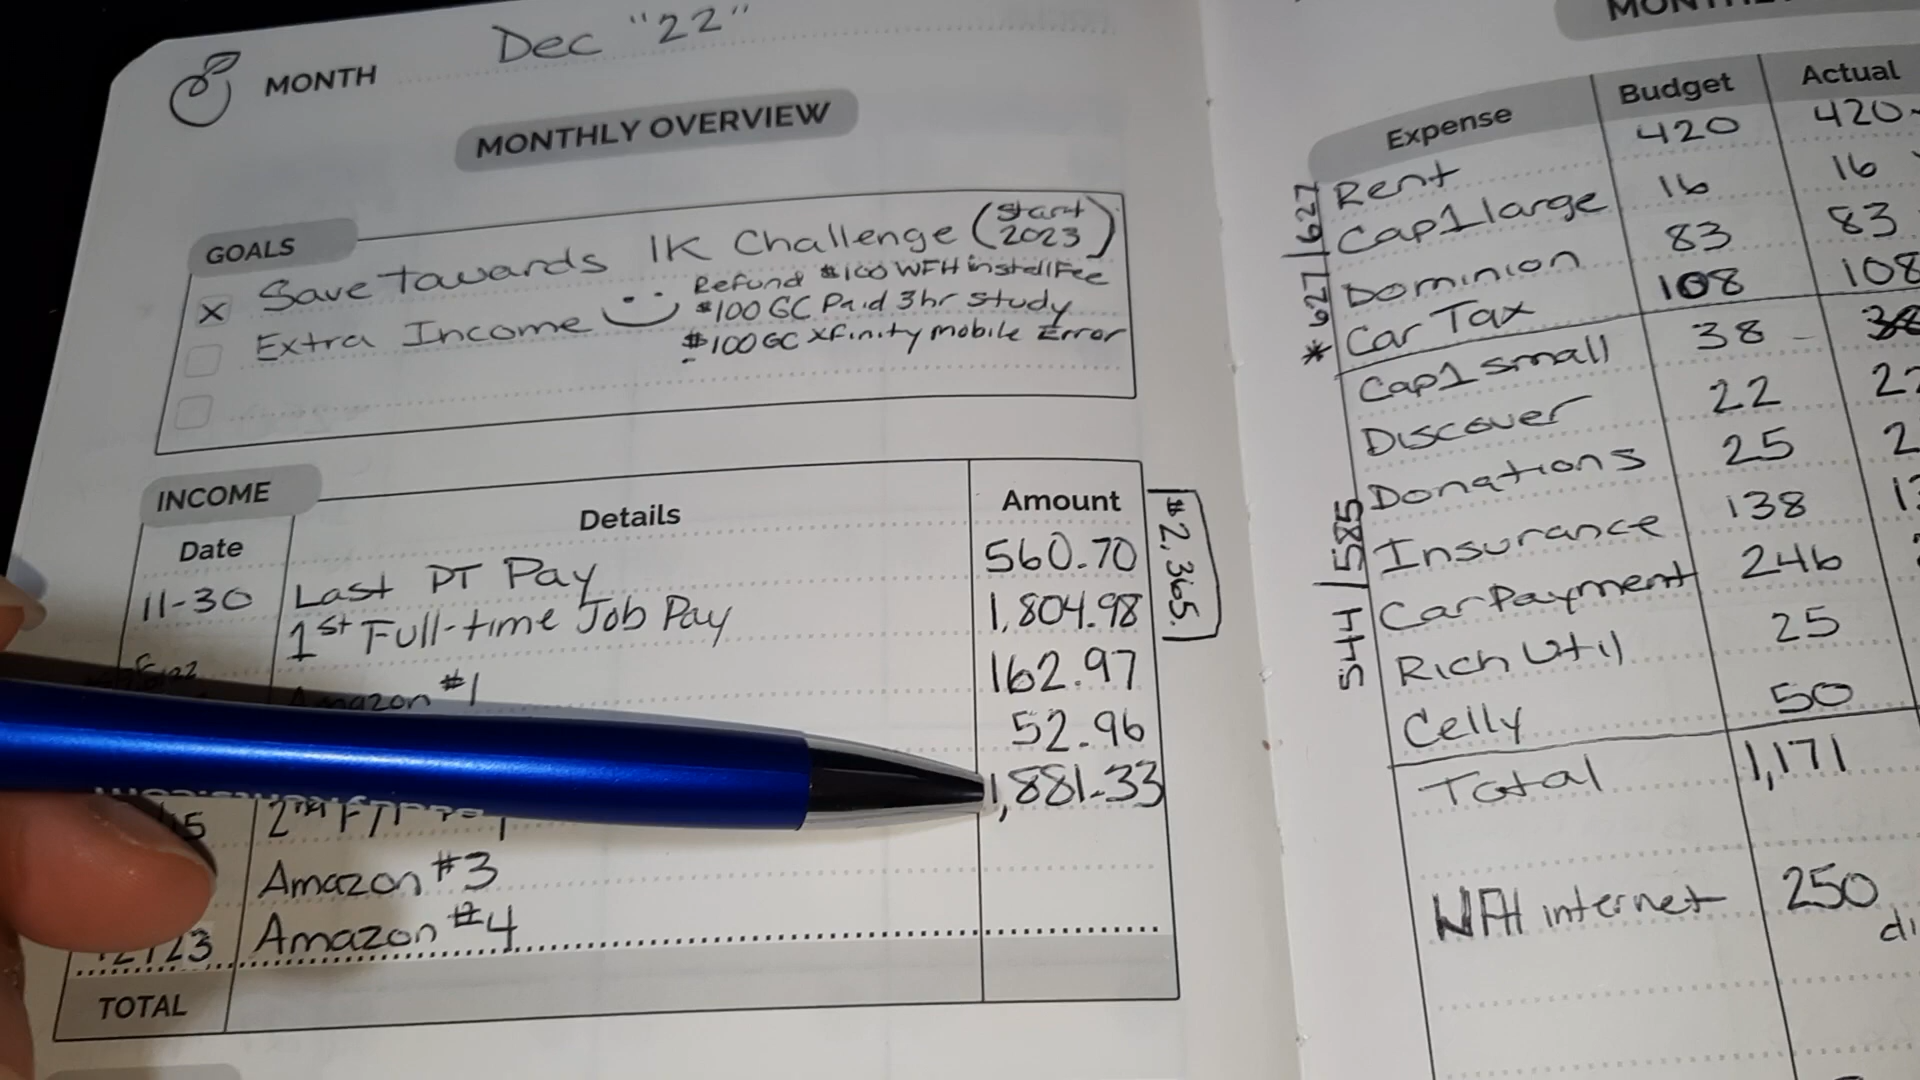 MONTH Dec "22"
MONTHLY OVERVIEW
GOALS
x Save towards 1K Challenge (Start 2023)
Extra Income
Refund $100 WFH install Fee
$100 GC Paid 3hr study
$100 GC xfinity mobile Error
INCOME
Date Details Amount
11-30 Last PT Pay 560.70
1st Full-time Job Pay 1,804.98
Amazon #1 162.97
52.96
2nd F/T 1,881.33
Amazon #3
Amazon #4
TOTAL
$2,365.
Expense Budget Actual
Rent 420 420
Cap1 large 16 16
Dominion 83 83
* Car Tax 108 108
Cap1 small 38 38
Discover 22
Donations 25
Insurance 138
Car Payment 246
Rich Util 25
Celly 50
Total 1,171
WFH internet 250
627 | 627
544 | 585